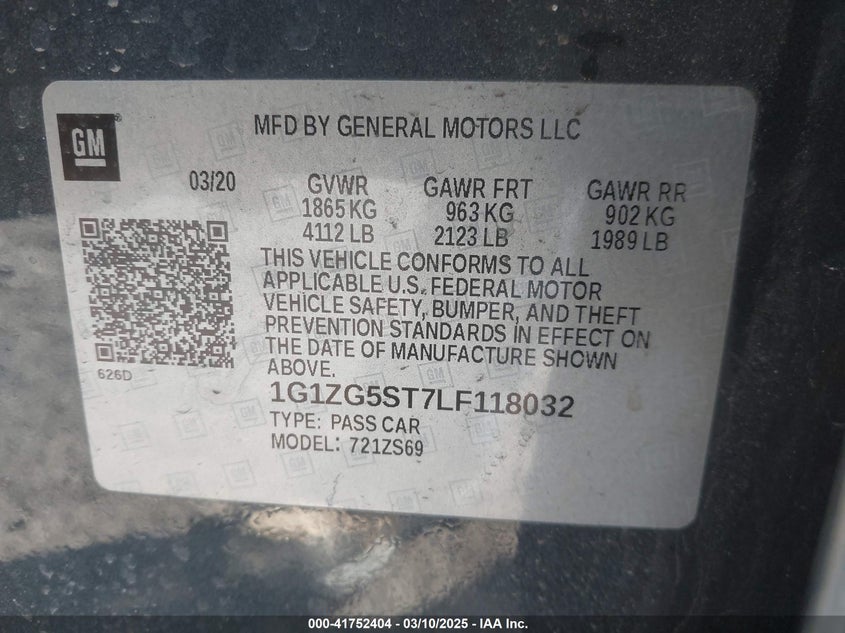 GM
MFD BY GENERAL MOTORS LLC
03/20 GVWR GAWR FRT GAWR RR
1865 KG 963 KG 902 KG
4112 LB 2123 LB 1989 LB
THIS VEHICLE CONFORMS TO ALL
APPLICABLE U.S. FEDERAL MOTOR
VEHICLE SAFETY, BUMPER, AND THEFT
PREVENTION STANDARDS IN EFFECT ON
THE DATE OF MANUFACTURE SHOWN
ABOVE.
626D
1G1ZG5ST7LF118032
TYPE: PASS CAR
MODEL: 721ZS69
000-41752404 — 03/10/2025 — IAA Inc.